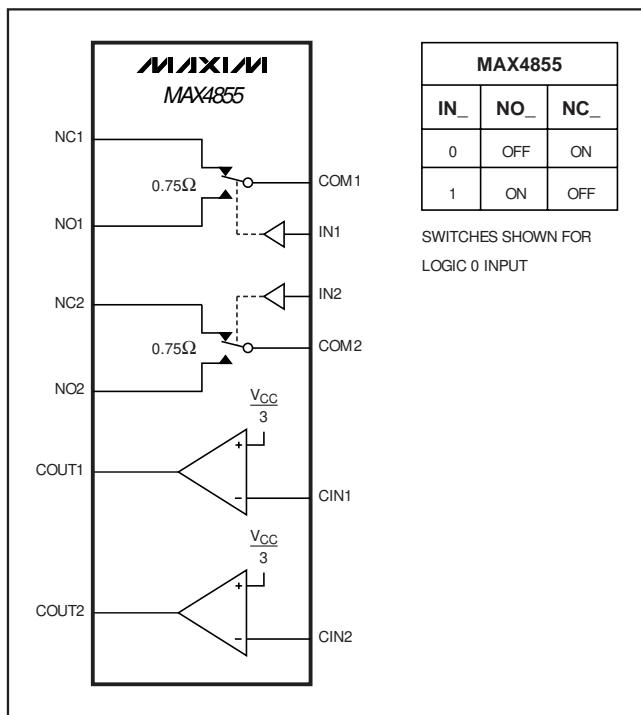 MAXIM
MAX4855
NC1
0.75Ω
COM1
NO1
IN1
NC2
IN2
0.75Ω
COM2
NO2
VCC
3
+
COUT1
−
CIN1
VCC
3
+
COUT2
−
CIN2
MAX4855
IN_ NO_ NC_
0 OFF ON
1 ON OFF
SWITCHES SHOWN FOR
LOGIC 0 INPUT